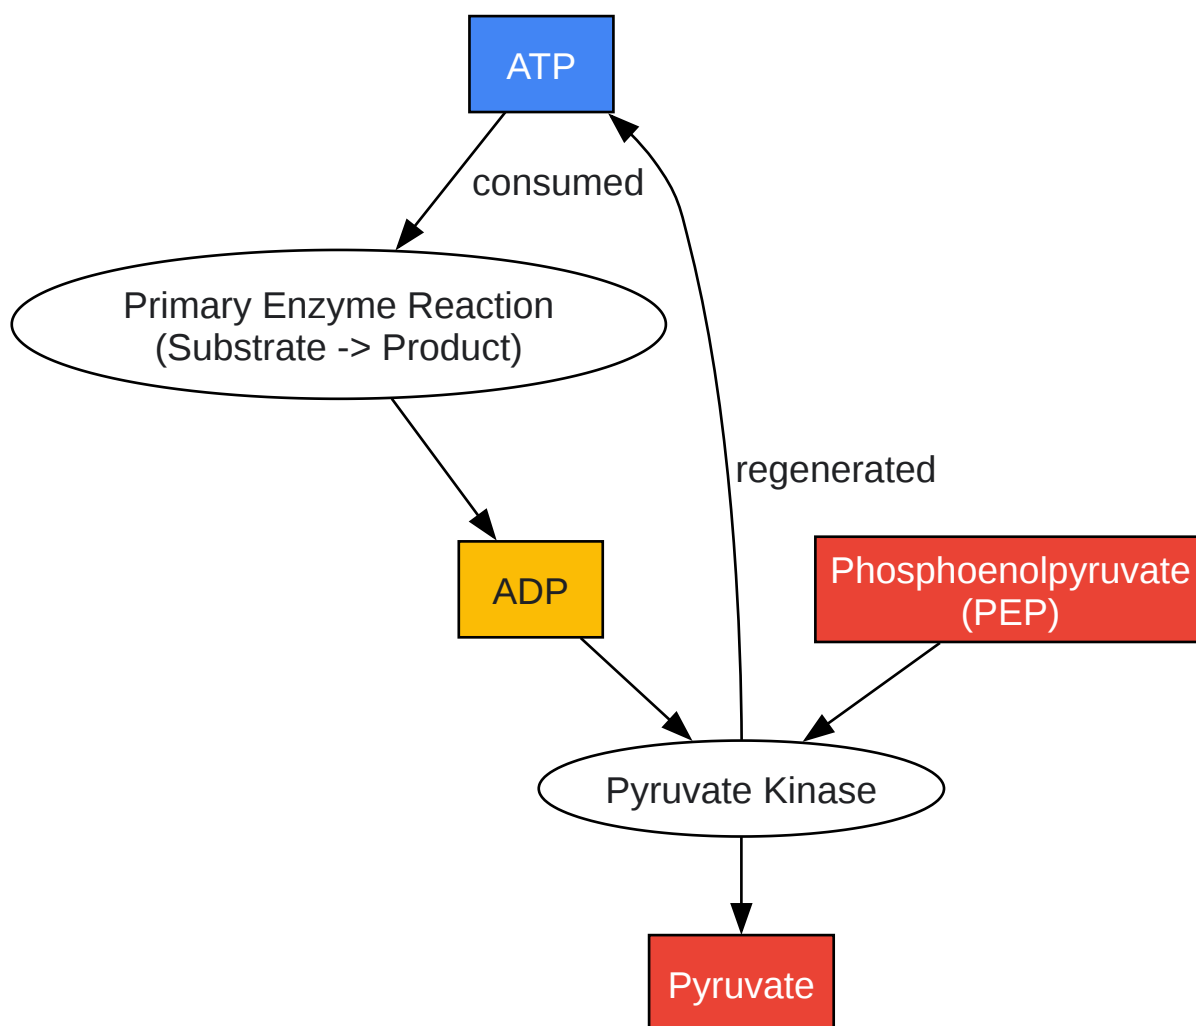 ATP
consumed
Primary Enzyme Reaction
(Substrate -> Product)
regenerated
ADP
Phosphoenolpyruvate
(PEP)
Pyruvate Kinase
Pyruvate